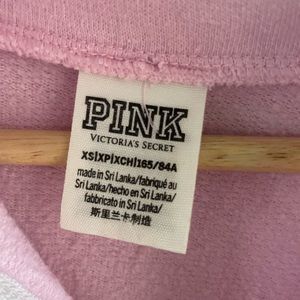 PINK
VICTORIA'S SECRET
XS|XP|XCH|165/84A
made in Sri Lanka/fabriqué au
Sri Lanka/hecho en Sri Lanka/
fabbricato in Sri Lanka/
斯里兰卡制造